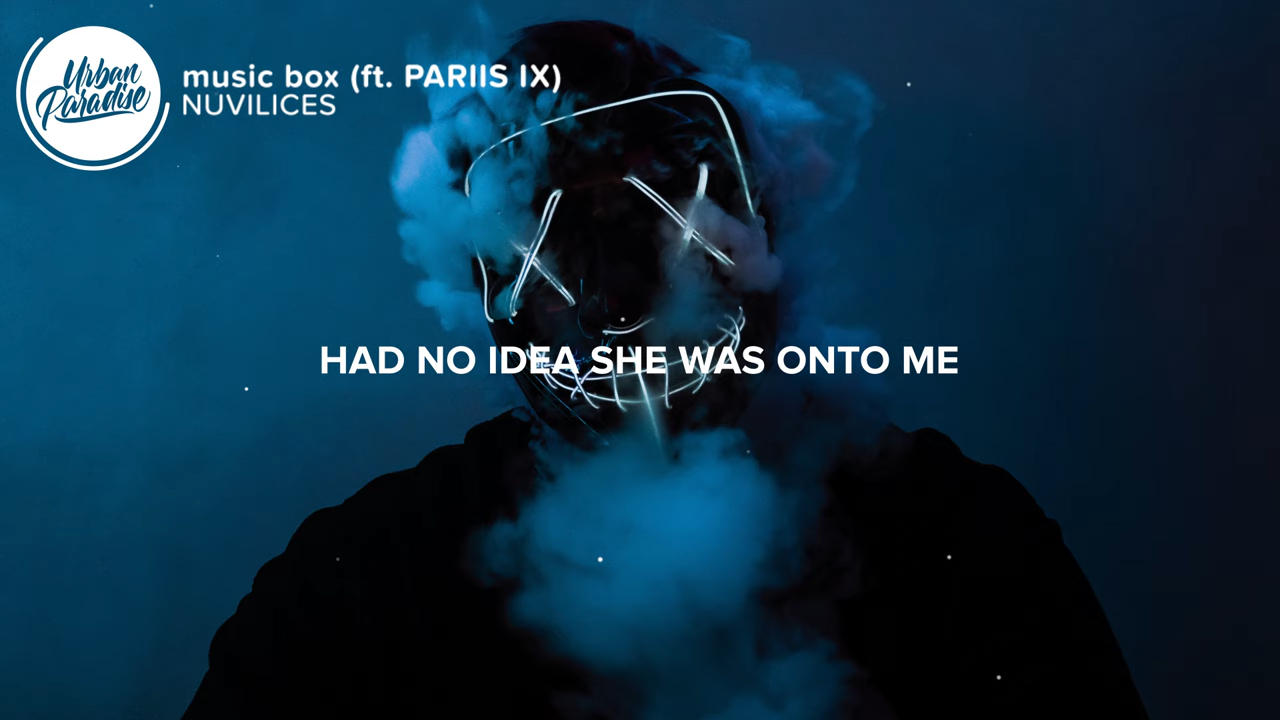 Urban
Paradise
music box (ft. PARIIS IX)
NUVILICES
HAD NO IDEA SHE WAS ONTO ME